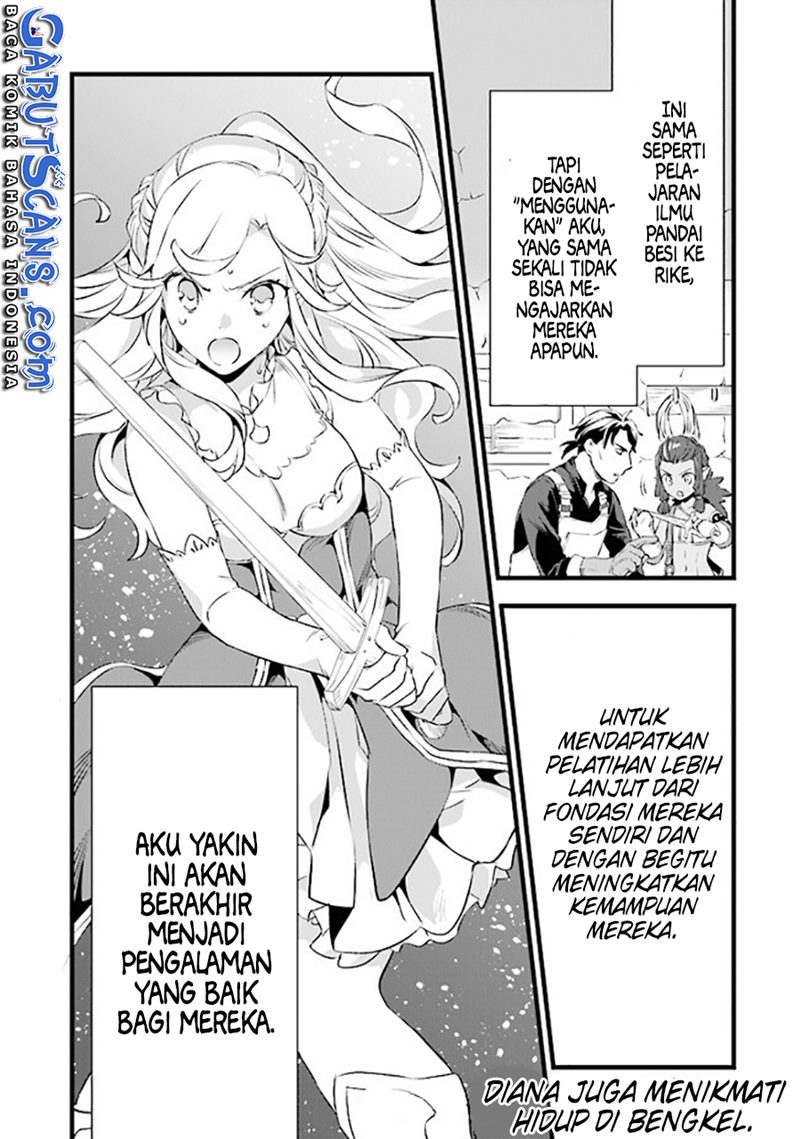 GABUTSCANS.COM
BACA KOMIK BAHASA INDONESIA
INI
SAMA
SEPERTI
PELA-
JARAN
ILMU
PANDAI
BESI KE
RIKE,
TAPI
DENGAN
"MENGGUNA-
KAN" AKU,
YANG SAMA
SEKALI TIDAK
BISA ME-
NGAJARKAN
MEREKA
APAPUN.
UNTUK
MENDAPATKAN
PELATIHAN LEBIH
LANJUT DARI
FONDASI MEREKA
SENDIRI DAN
DENGAN BEGITU
MENINGKATKAN
KEMAMPUAN
MEREKA.
AKU YAKIN
INI AKAN
BERAKHIR
MENJADI
PENGALAMAN
YANG BAIK
BAGI MEREKA.
DIANA JUGA MENIKMATI
HIDUP DI BENGKEL.